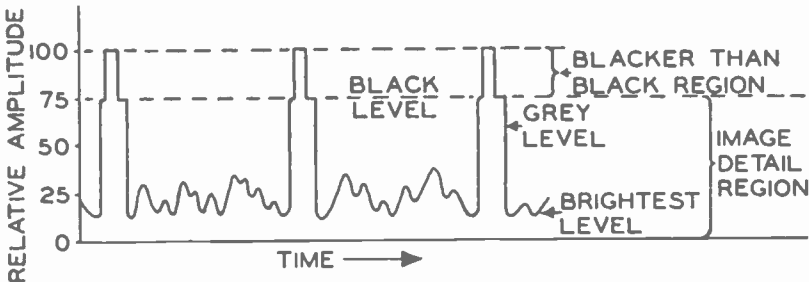 RELATIVE AMPLITUDE
100
75
50
25
0
BLACK
LEVEL
BLACKER THAN
BLACK REGION
GREY
LEVEL
IMAGE
DETAIL
REGION
BRIGHTEST
LEVEL
TIME